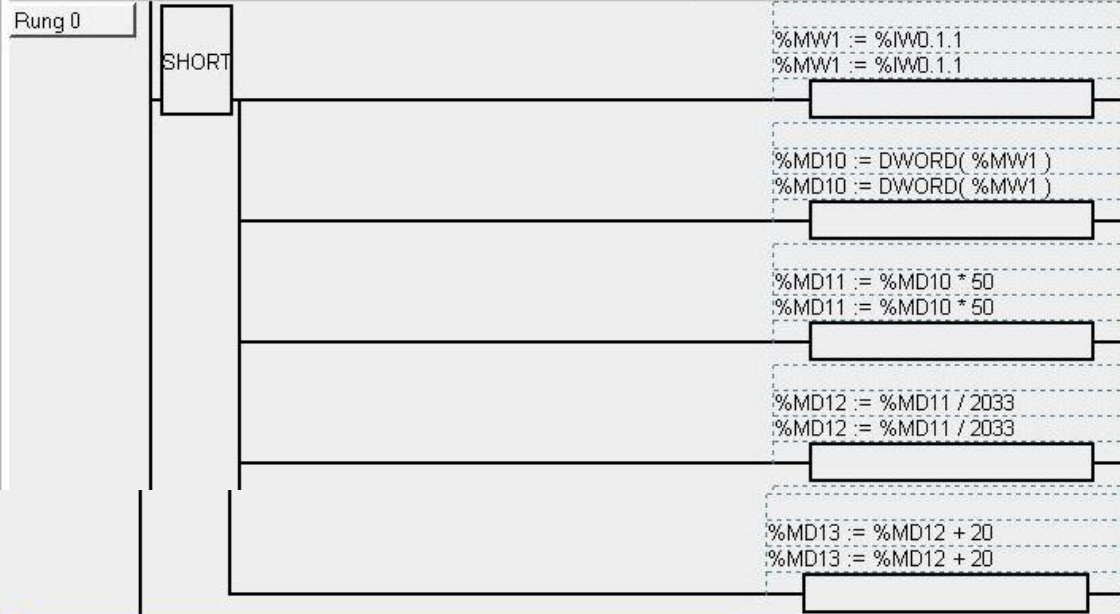 Rung 0
SHORT
%MW1 := %IW0.1.1
%MW1 := %IW0.1.1
%MD10 := DWORD( %MW1 )
%MD10 := DWORD( %MW1 )
%MD11 := %MD10 * 50
%MD11 := %MD10 * 50
%MD12 := %MD11 / 2033
%MD12 := %MD11 / 2033
%MD13 := %MD12 + 20
%MD13 := %MD12 + 20